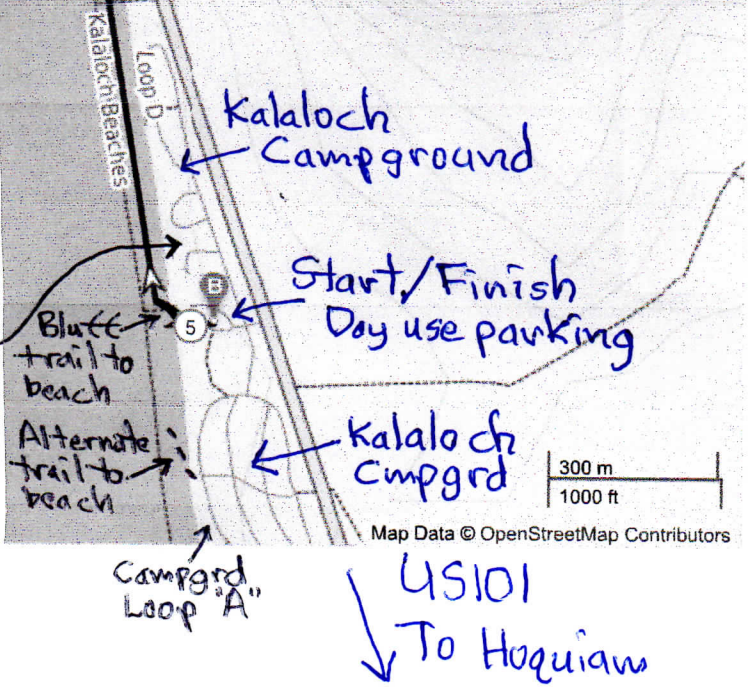 Kalaloch Beaches
Loop D
Kalaloch
Campground
B
Start/Finish
Day use parking
5
Bluff
trail to
beach
Alternate
trail to
beach
Kalaloch
Cmpgrd
300 m
1000 ft
Map Data © OpenStreetMap Contributors
Campgrd
Loop "A"
US101
To Hoquiam